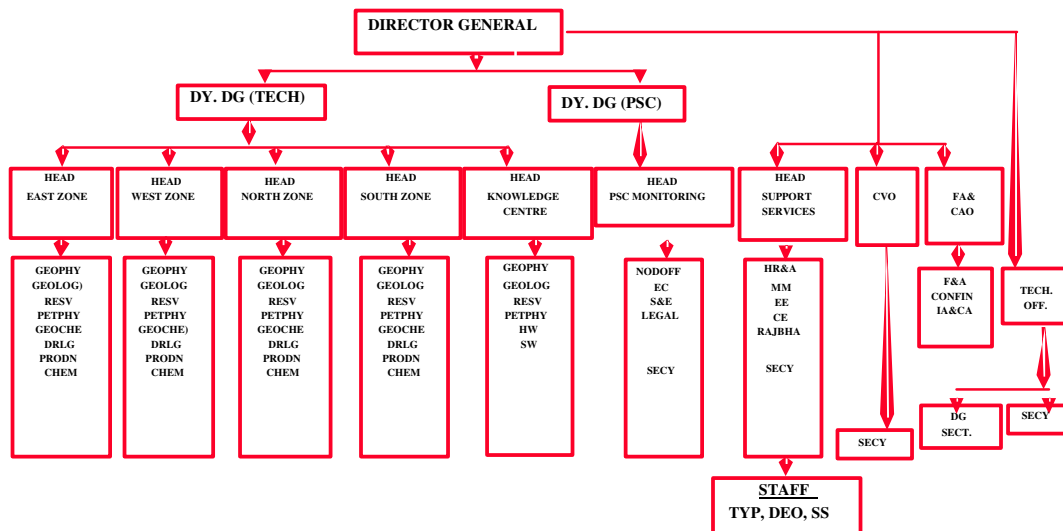 DIRECTOR GENERAL
DY. DG (TECH)
DY. DG (PSC)
HEAD
EAST ZONE
HEAD
WEST ZONE
HEAD
NORTH ZONE
HEAD
SOUTH ZONE
HEAD
KNOWLEDGE
CENTRE
HEAD
PSC MONITORING
HEAD
SUPPORT
SERVICES
CVO
FA&
CAO
GEOPHY
GEOLOG)
RESV
PETPHY
GEOCHE
DRLG
PRODN
CHEM
GEOPHY
GEOLOG
RESV
PETPHY
GEOCHE)
DRLG
PRODN
CHEM
GEOPHY
GEOLOG
RESV
PETPHY
GEOCHE
DRLG
PRODN
CHEM
GEOPHY
GEOLOG
RESV
PETPHY
GEOCHE
DRLG
PRODN
CHEM
GEOPHY
GEOLOG
RESV
PETPHY
HW
SW
NODOFF
EC
S&E
LEGAL
SECY
HR&A
MM
EE
CE
RAJBHA
SECY
F&A
CONFIN
IA&CA
TECH.
OFF.
SECY
DG
SECT.
SECY
STAFF
TYP, DEO, SS